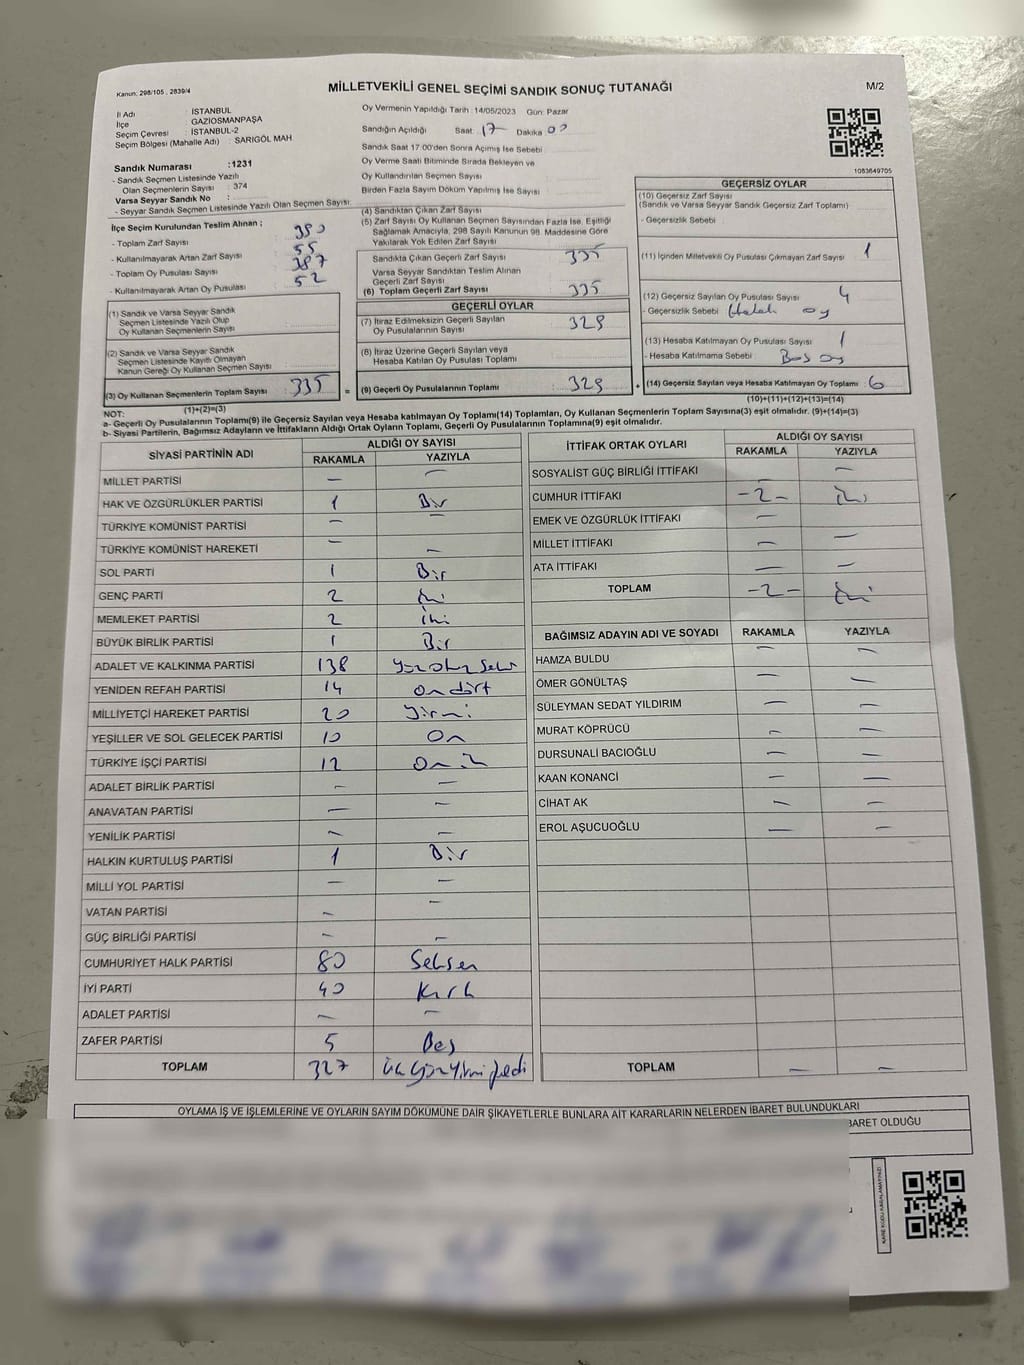 Kanun: 298/105 , 2839/4
MİLLETVEKİLİ GENEL SEÇİMİ SANDIK SONUÇ TUTANAĞI
M/2
İl Adı : İSTANBUL
İlçe : GAZİOSMANPAŞA
Seçim Çevresi : İSTANBUL-2
Seçim Bölgesi (Mahalle Adı) : SARIGÖL MAH
Sandık Numarası :1231
- Sandık Seçmen Listesinde Yazılı
Olan Seçmenlerin Sayısı : 374
Varsa Seyyar Sandık No :
- Seyyar Sandık Seçmen Listesinde Yazılı Olan Seçmen Sayısı:
Oy Vermenin Yapıldığı Tarih :14/05/2023 Gün: Pazar
Sandığın Açıldığı Saat: 17 Dakika 00
Sandık Saat 17:00'den Sonra Açmış İse Sebebi
Oy Verme Saati Bitiminde Sırada Bekleyen ve
Oy Kullandırılan Seçmen Sayısı
Birden Fazla Sayım Döküm Yapılmış İse Sayısı
1083649705
İlçe Seçim Kurulundan Teslim Alınan ;
- Toplam Zarf Sayısı : 390
- Kullanılmayarak Artan Zarf Sayısı : 55
- Toplam Oy Pusulası Sayısı : 387
- Kullanılmayarak Artan Oy Pusulası : 52
(1) Sandık ve Varsa Seyyar Sandık
Seçmen Listesinde Yazılı Olup
Oy Kullanan Seçmenlerin Sayısı
(2) Sandık ve Varsa Seyyar Sandık
Seçmen Listesinde Kayıtlı Olmayan
Kanun Gereği Oy Kullanan Seçmen Sayısı :
(3) Oy Kullanan Seçmenlerin Toplam Sayısı : 335
(1)+(2)=(3)
(4) Sandıktan Çıkan Zarf Sayısı
(5) Zarf Sayısı Oy Kullanan Seçmen Sayısından Fazla İse, Eşitliği
Sağlamak Amacıyla, 298 Sayılı Kanunun 98. Maddesine Göre
Yakılarak Yok Edilen Zarf Sayısı
Sandıkta Çıkan Geçerli Zarf Sayısı : 335
Varsa Seyyar Sandıktan Teslim Alınan
Geçerli Zarf Sayısı
(6) Toplam Geçerli Zarf Sayısı : 335
GEÇERLİ OYLAR
(7) İtiraz Edilmeksizin Geçerli Sayılan
Oy Pusulalarının Sayısı : 329
(8) İtiraz Üzerine Geçerli Sayılan veya
Hesaba Katılan Oy Pusulası Toplamı :
= (9) Geçerli Oy Pusulalarının Toplamı : 329
GEÇERSİZ OYLAR
(10) Geçersiz Zarf Sayısı
(Sandık ve Varsa Seyyar Sandık Geçersiz Zarf Toplamı)
- Geçersizlik Sebebi :
(11) İçinden Milletvekili Oy Pusulası Çıkmayan Zarf Sayısı : 1
(12) Geçersiz Sayılan Oy Pusulası Sayısı : 4
- Geçersizlik Sebebi Hatalı oy
(13) Hesaba Katılmayan Oy Pusulası Sayısı : 1
- Hesaba Katılmama Sebebi Boş oy
+ (14) Geçersiz Sayılan veya Hesaba Katılmayan Oy Toplamı : 6
(10)+(11)+(12)+(13)=(14)
NOT:
a- Geçerli Oy Pusulalarının Toplamı(9) ile Geçersiz Sayılan veya Hesaba katılmayan Oy Toplamı(14) Toplamları, Oy Kullanan Seçmenlerin Toplam Sayısına(3) eşit olmalıdır. (9)+(14)=(3)
b- Siyasi Partilerin, Bağımsız Adayların ve İttifakların Aldığı Ortak Oyların Toplamı, Geçerli Oy Pusulalarının Toplamına(9) eşit olmalıdır.
SİYASİ PARTİNİN ADI ALDIĞI OY SAYISI
RAKAMLA YAZIYLA
MİLLET PARTİSİ — —
HAK VE ÖZGÜRLÜKLER PARTİSİ 1 Bir
TÜRKİYE KOMÜNİST PARTİSİ — —
TÜRKİYE KOMÜNİST HAREKETİ — —
SOL PARTİ 1 Bir
GENÇ PARTİ 2 İki
MEMLEKET PARTİSİ 2 İki
BÜYÜK BİRLİK PARTİSİ 1 Bir
ADALET VE KALKINMA PARTİSİ 138 Yüz otuz Sekiz
YENİDEN REFAH PARTİSİ 14 On dört
MİLLİYETÇİ HAREKET PARTİSİ 20 Yirmi
YEŞİLLER VE SOL GELECEK PARTİSİ 10 On
TÜRKİYE İŞÇİ PARTİSİ 12 On iki
ADALET BİRLİK PARTİSİ — —
ANAVATAN PARTİSİ — —
YENİLİK PARTİSİ — —
HALKIN KURTULUŞ PARTİSİ 1 Bir
MİLLİ YOL PARTİSİ — —
VATAN PARTİSİ — —
GÜÇ BİRLİĞİ PARTİSİ — —
CUMHURİYET HALK PARTİSİ 80 Seksen
İYİ PARTİ 40 Kırk
ADALET PARTİSİ — —
ZAFER PARTİSİ 5 Beş
TOPLAM 327 üç yüz Yirmi Yedi
İTTİFAK ORTAK OYLARI ALDIĞI OY SAYISI
RAKAMLA YAZIYLA
SOSYALİST GÜÇ BİRLİĞİ İTTİFAKI — —
CUMHUR İTTİFAKI -2- iki
EMEK VE ÖZGÜRLÜK İTTİFAKI —
MİLLET İTTİFAKI — —
ATA İTTİFAKI — —
TOPLAM -2- İki
BAĞIMSIZ ADAYIN ADI VE SOYADI RAKAMLA YAZIYLA
HAMZA BULDU — —
ÖMER GÖNÜLTAŞ — —
SÜLEYMAN SEDAT YILDIRIM — —
MURAT KÖPRÜCÜ — —
DURSUNALİ BACIOĞLU — —
KAAN KONANCİ — —
CİHAT AK — —
EROL AŞUCUOĞLU — —
TOPLAM — —
OYLAMA İŞ VE İŞLEMLERİNE VE OYLARIN SAYIM DÖKÜMÜNE DAİR ŞİKAYETLERLE BUNLARA AİT KARARLARIN NELERDEN İBARET BULUNDUKLARI
BARET OLDUĞU